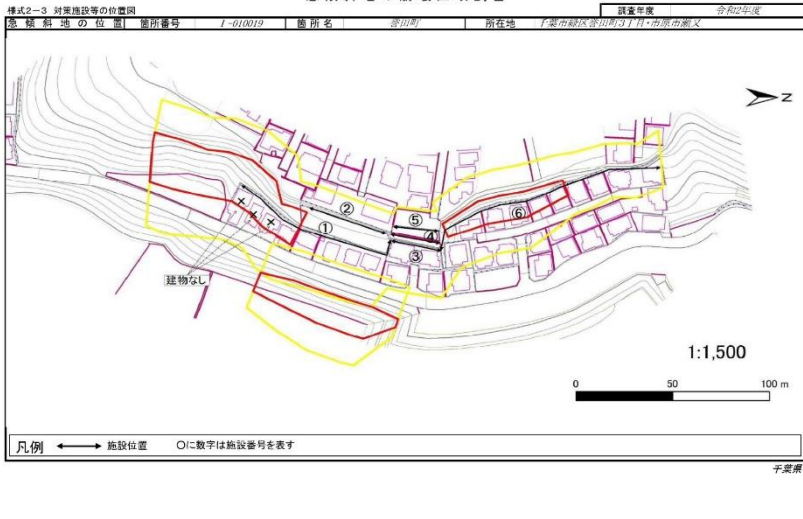 様式2-3 対策施設等の位置図
調査年度 令和2年度
急傾斜地の位置 箇所番号 I-010019 箇所名 誉田町 所在地 千葉市緑区誉田町3丁目・市原市瀬又
N
②
⑤
⑥
①
④
③
建物なし
1:1,500
0 50 100 m
凡例 施設位置 〇に数字は施設番号を表す
千葉県